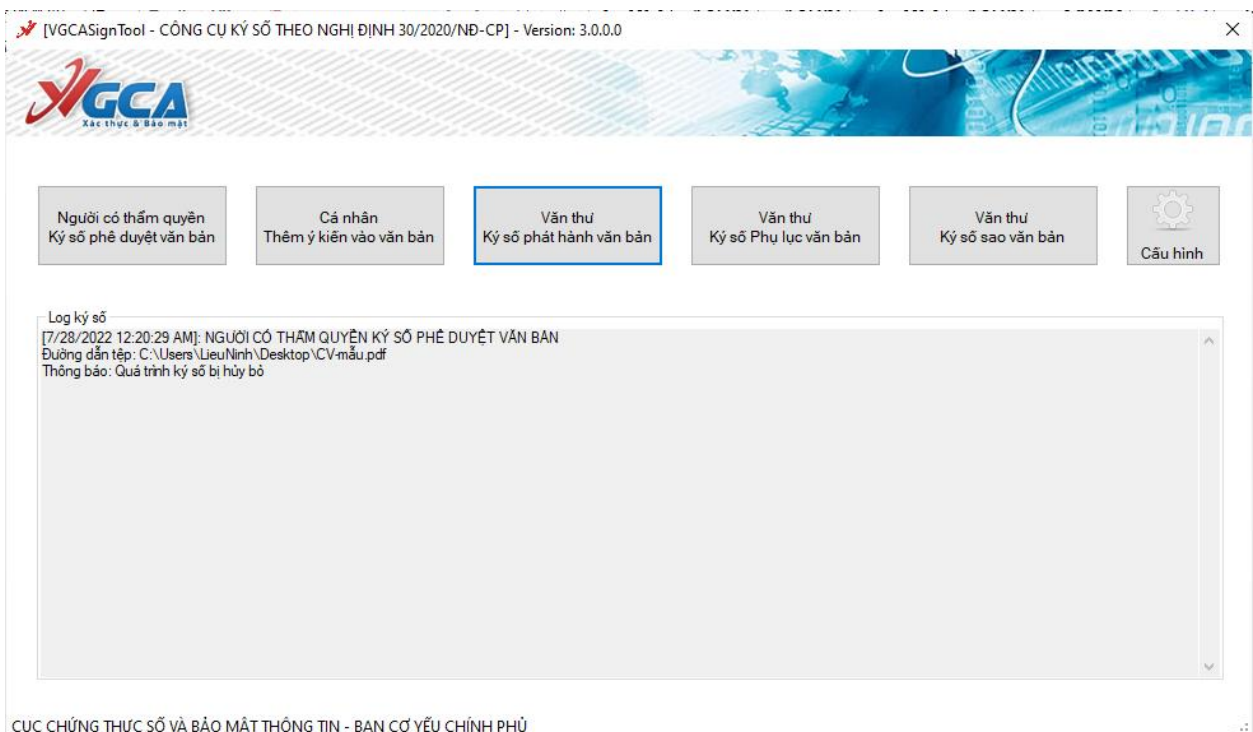 [VGCASignTool - CÔNG CỤ KÝ SỐ THEO NGHỊ ĐỊNH 30/2020/NĐ-CP] - Version: 3.0.0.0
VGCA
Xác thực & Bảo mật
Người có thẩm quyền
Ký số phê duyệt văn bản
Cá nhân
Thêm ý kiến vào văn bản
Văn thư
Ký số phát hành văn bản
Văn thư
Ký số Phụ lục văn bản
Văn thư
Ký số sao văn bản
Cấu hình
Log ký số
[7/28/2022 12:20:29 AM]: NGƯỜI CÓ THẨM QUYỀN KÝ SỐ PHÊ DUYỆT VĂN BẢN
Đường dẫn tệp: C:\Users\LieuNinh\Desktop\CV-mẫu.pdf
Thông báo: Quá trình ký số bị hủy bỏ
CỤC CHỨNG THỰC SỐ VÀ BẢO MẬT THÔNG TIN - BAN CƠ YẾU CHÍNH PHỦ